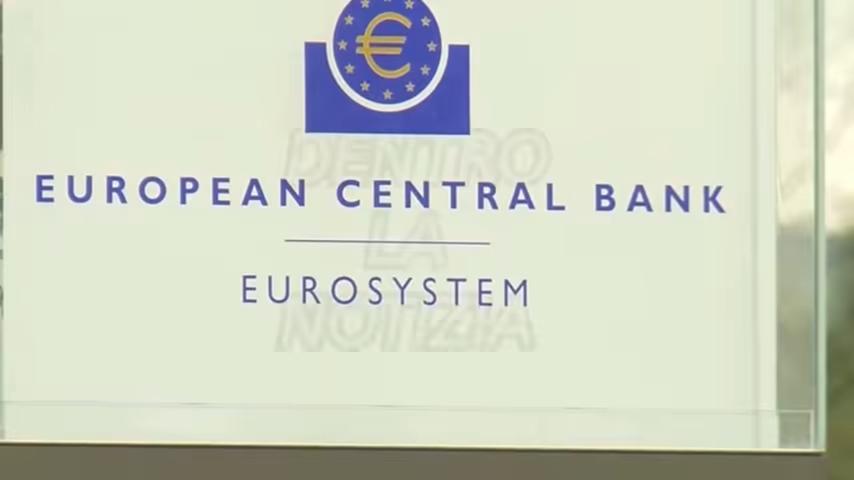 €
DENTRO
EUROPEAN CENTRAL BANK
LA
EUROSYSTEM
NOTIZIA